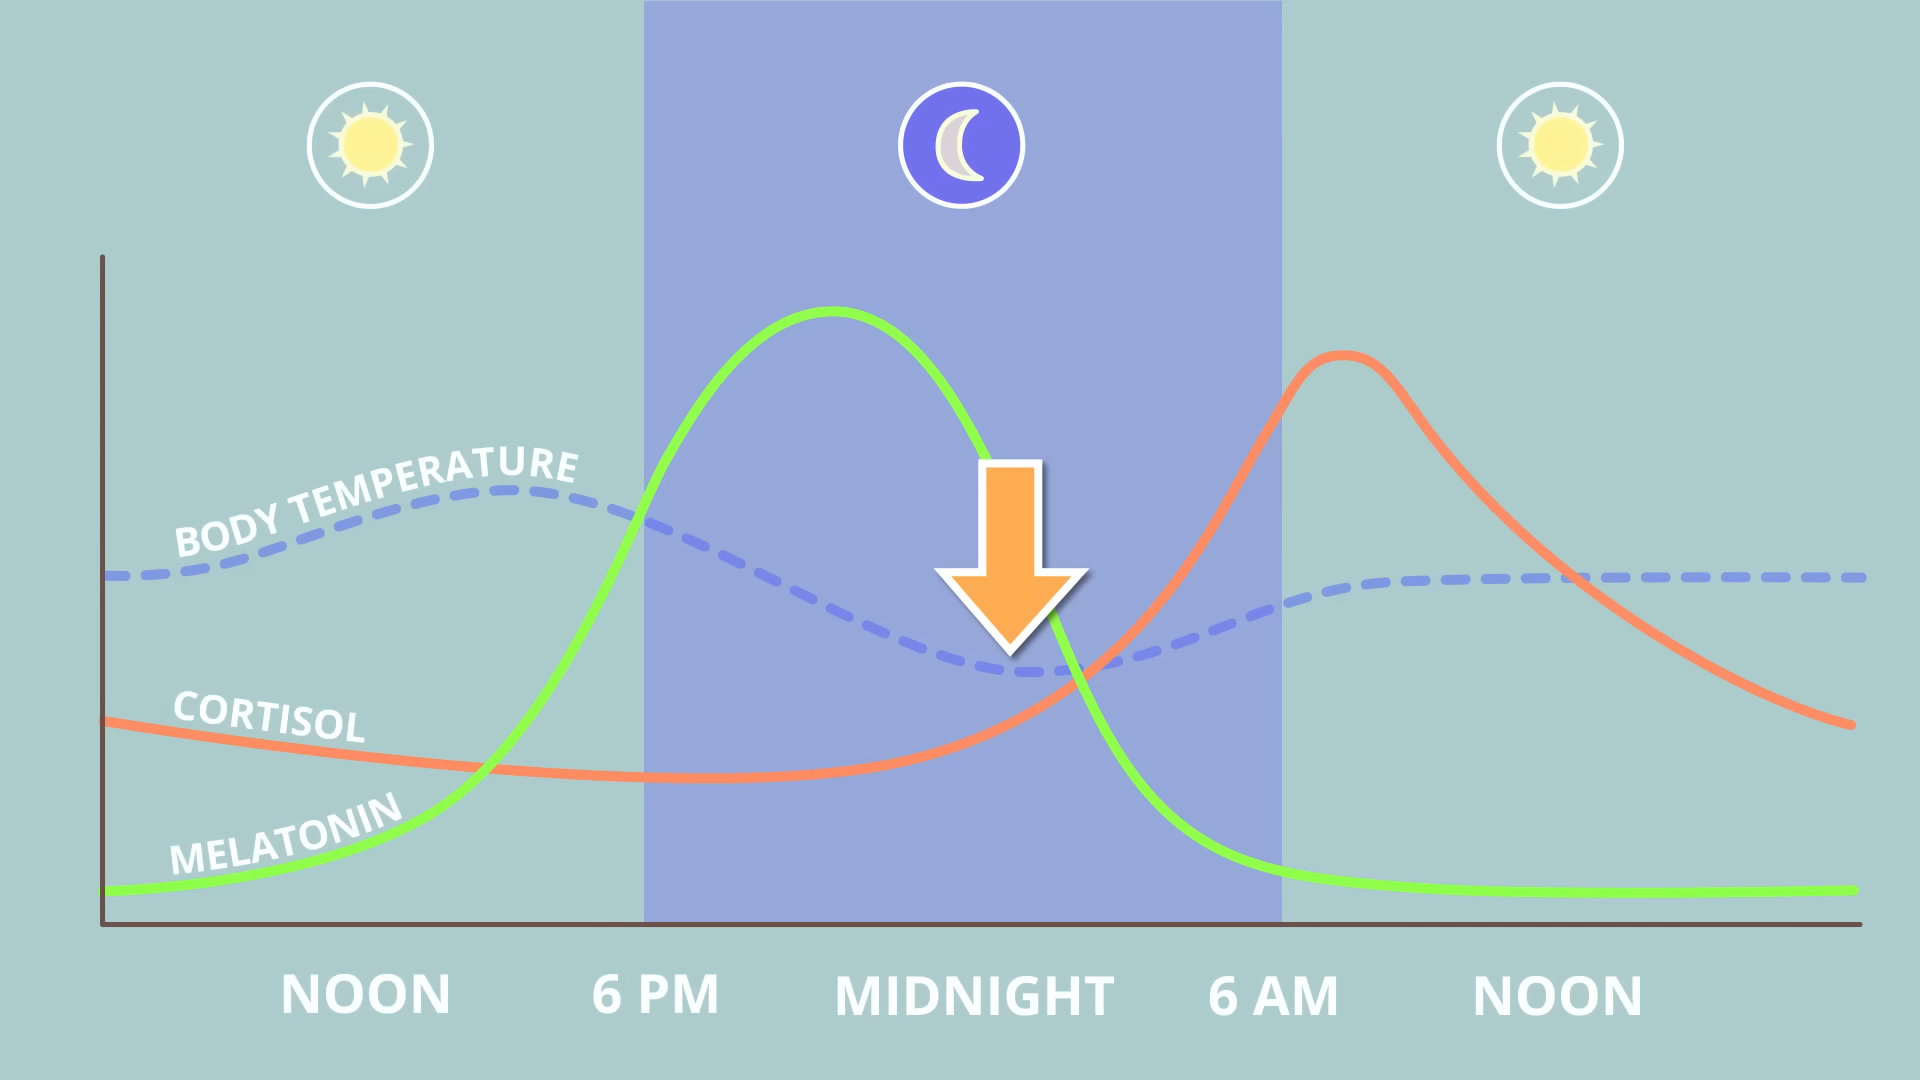 BODY TEMPERATURE
CORTISOL
MELATONIN
NOON
6 PM
MIDNIGHT
6 AM
NOON